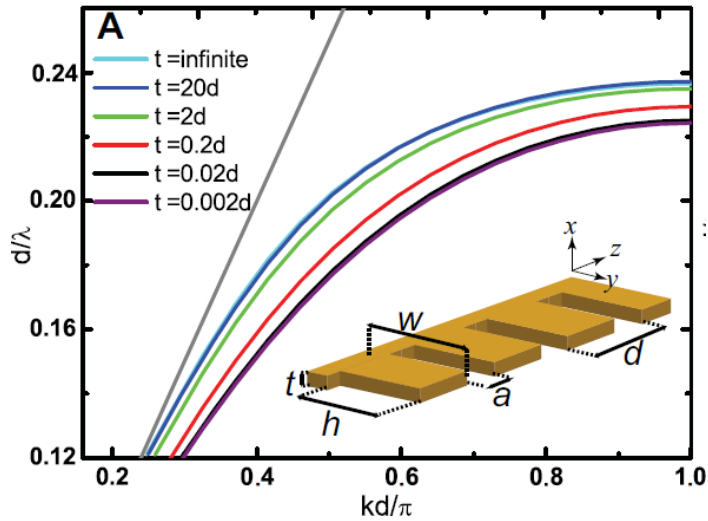 A
t =infinite
t =20d
t =2d
t =0.2d
t =0.02d
t =0.002d
0.24
0.20
0.16
0.12
d/λ
0.2
0.4
0.6
0.8
1.0
kd/π
x
z
y
w
d
a
t
h